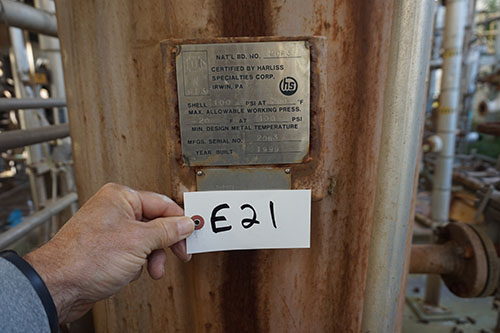 NAT'L BD. NO.
CERTIFIED BY HARLISS
SPECIALTIES CORP.
IRWIN, PA
hs
SHELL 100 PSI AT °F
MAX. ALLOWABLE WORKING PRESS.
°F AT PSI
MIN. DESIGN METAL TEMPERATURE
MFGS. SERIAL NO.
YEAR BUILT
E21